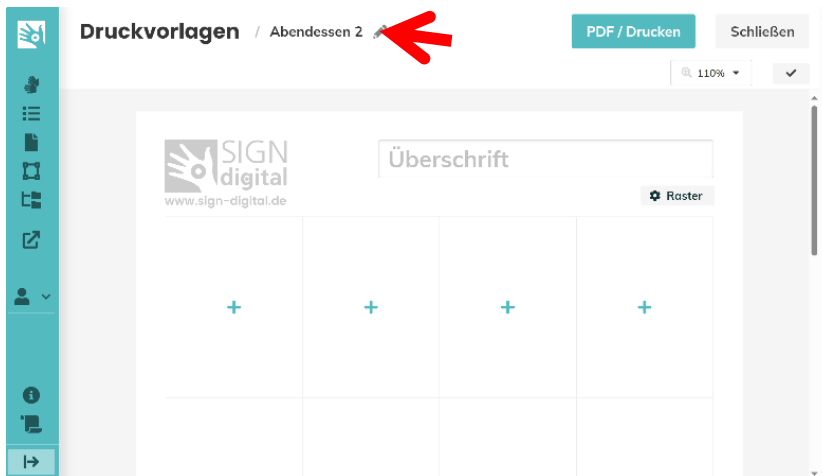 Druckvorlagen / Abendessen 2
PDF / Drucken
Schließen
110%
SIGN
digital
www.sign-digital.de
Überschrift
Raster